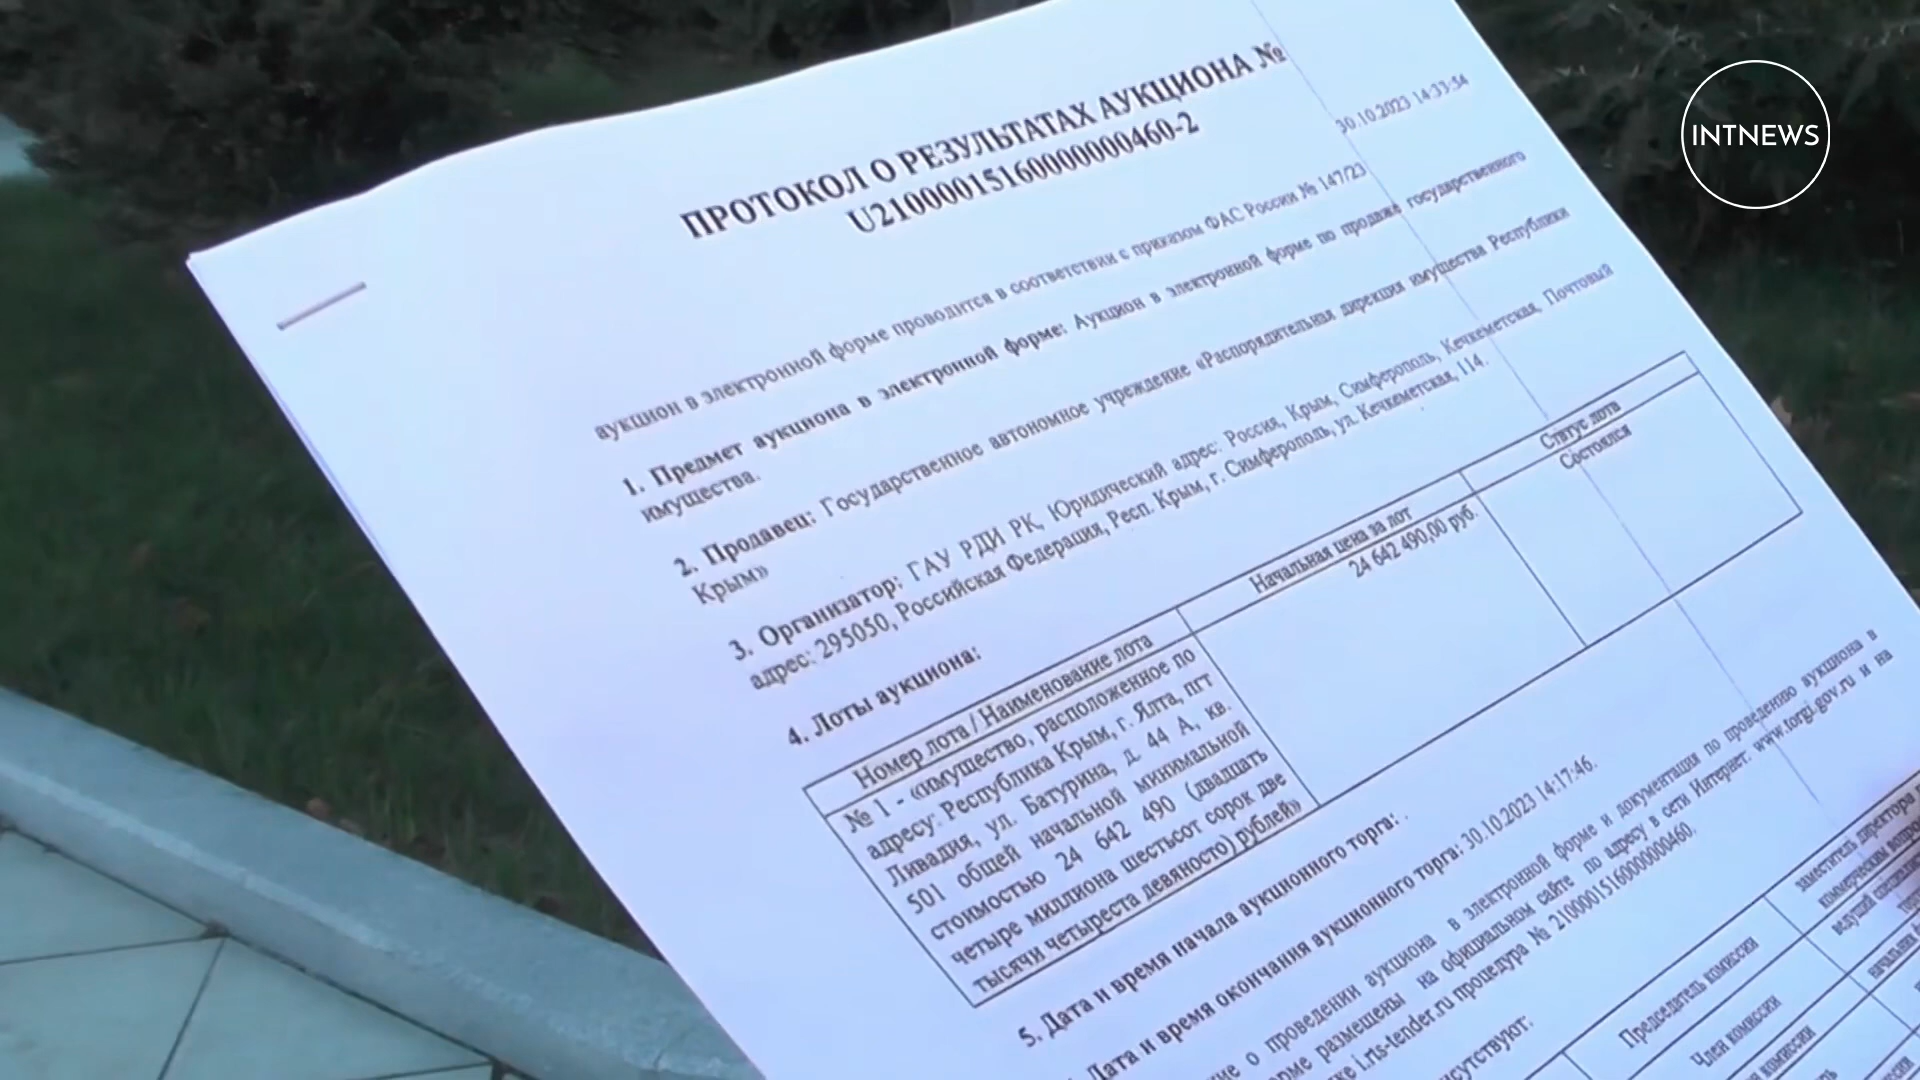 INTNEWS
ПРОТОКОЛ О РЕЗУЛЬТАТАХ АУКЦИОНА №
U21000015160000000460-2
30.10.2023 14:33:54
аукцион в электронной форме проводится в соответствии с приказом ФАС России № 147/23
1. Предмет аукциона в электронной форме: Аукцион в электронной форме по продаже государственного
имущества.
2. Продавец: Государственное автономное учреждение «Распорядительная дирекция имущества Республики
Крым»
3. Организатор: ГАУ РДИ РК, Юридический адрес: Россия, Крым, Симферополь, Кечкеметская, Почтовый
адрес: 295050, Российская Федерация, Респ. Крым, г. Симферополь, ул. Кечкеметская, 114.
4. Лоты аукциона:
Номер лота / Наименование лота
Начальная цена за лот
Статус лота
№ 1 - «имущество, расположенное по
адресу: Республика Крым, г. Ялта, пгт
Ливадия, ул. Батурина, д. 44 А, кв.
501 общей начальной минимальной
стоимостью 24 642 490 (двадцать
четыре миллиона шестьсот сорок две
тысячи четыреста девяносто) рублей»
24 642 490,00 руб.
Состоялся
5. Дата и время начала аукционного торга: .
Дата и время окончания аукционного торга: 30.10.2023 14:17:46.
о проведении аукциона в электронной форме и документация по проведению аукциона в
размещены на официальном сайте по адресу в сети Интернет: www.torgi.gov.ru и на
i.rts-tender.ru процедура № 21000015160000000460.
Председатель комиссии
заместитель директора
коммерческим
ведущий
Член комиссии
комиссии